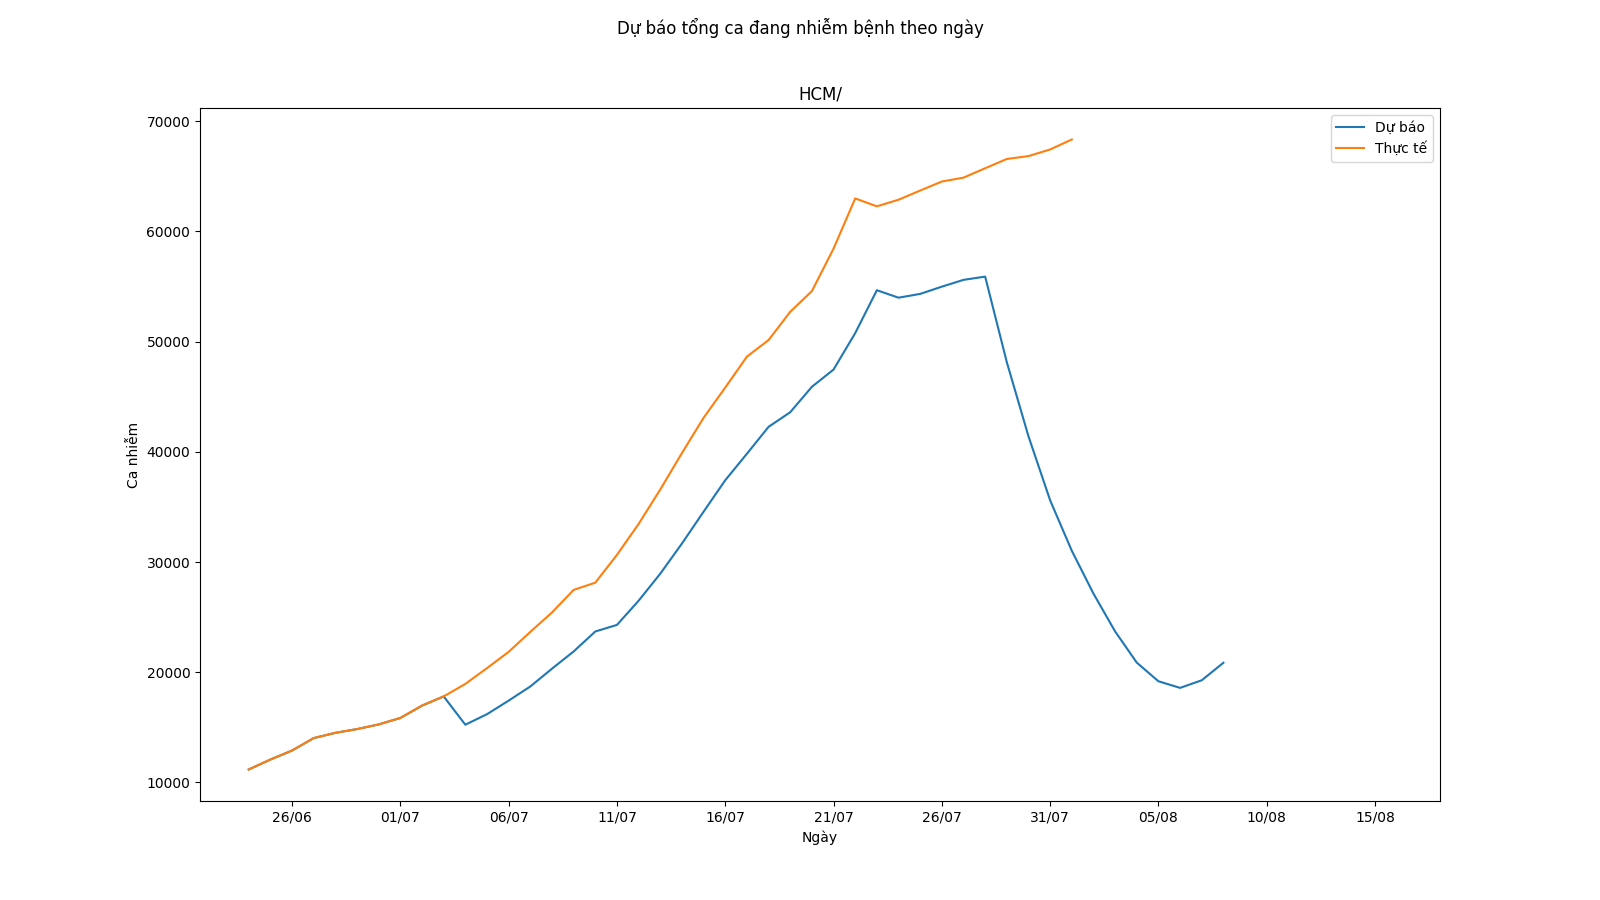 Dự báo tổng ca đang nhiễm bệnh theo ngày
HCM/
Dự báo
Thực tế
Ca nhiễm
70000
60000
50000
40000
30000
20000
10000
26/06 01/07 06/07 11/07 16/07 21/07 26/07 31/07 05/08 10/08 15/08
Ngày